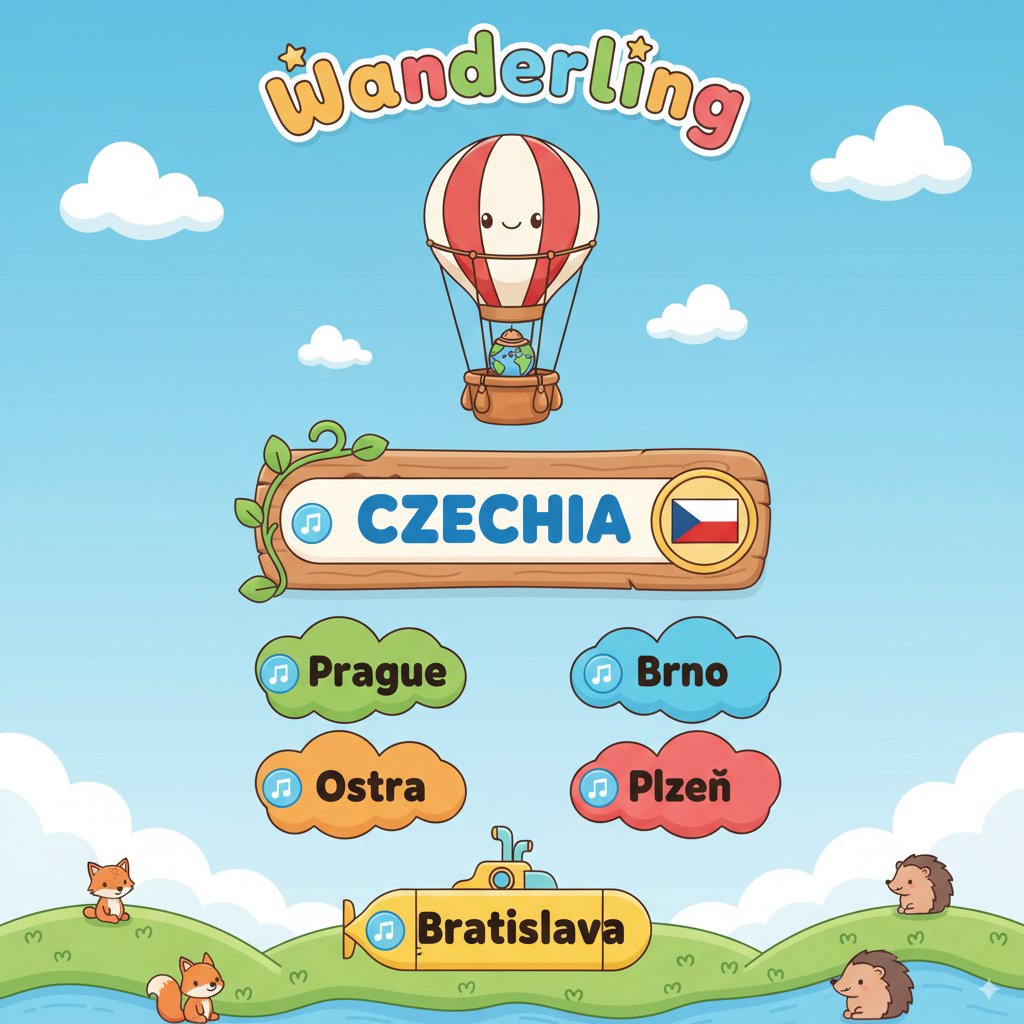 Wanderling
CZECHIA
Prague
Brno
Ostra
Plzeň
Bratislava